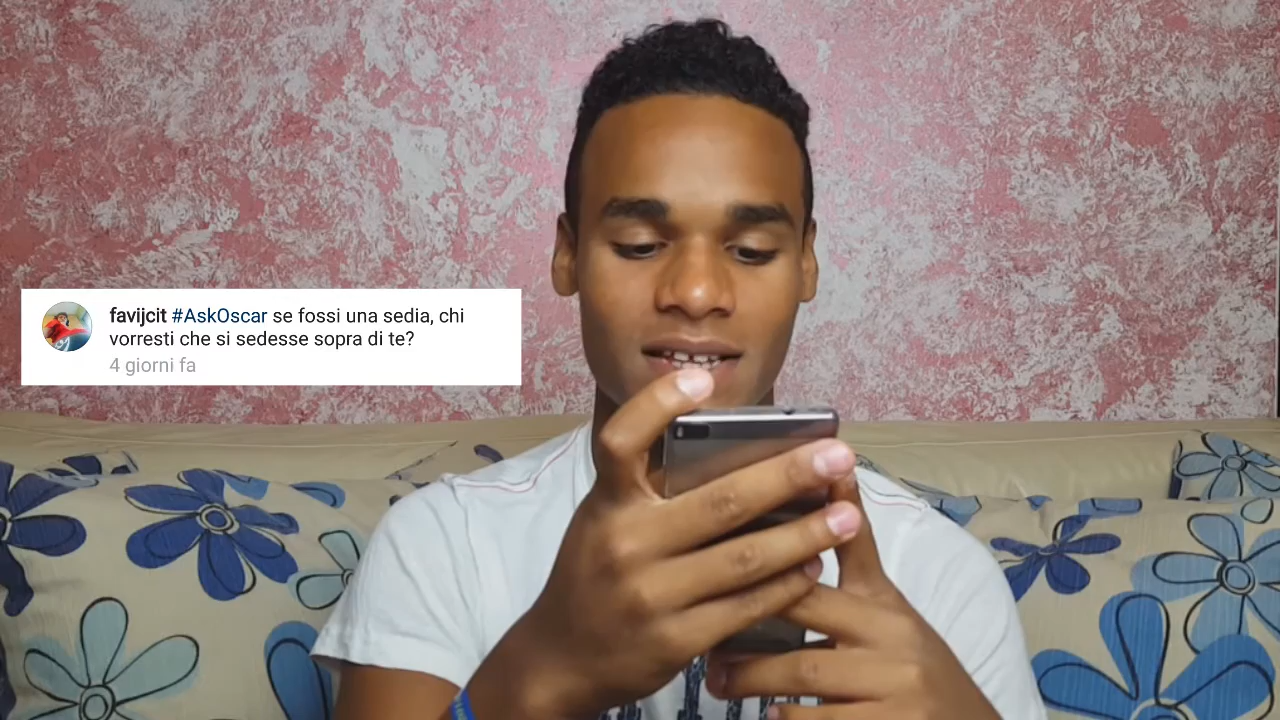 favijcit #AskOscar se fossi una sedia, chi
vorresti che si sedesse sopra di te?
4 giorni fa